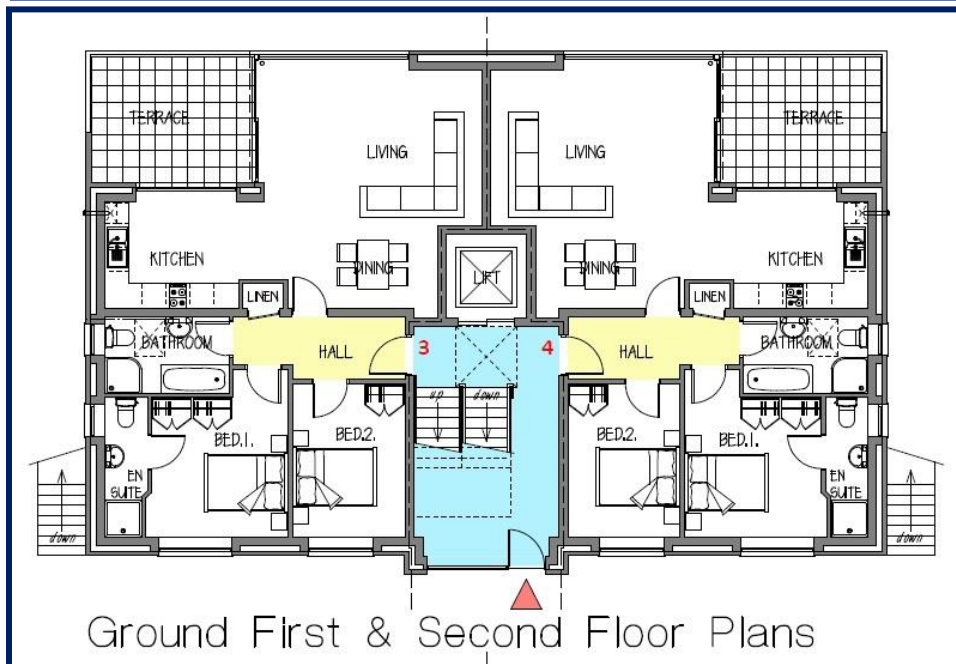 TERRACE
TERRACE
LIVING
LIVING
KITCHEN
DINING
LIFT
DINING
KITCHEN
LINEN
LINEN
BATHROOM
HALL
3
4
HALL
BATHROOM
up
down
BED.1.
BED.2.
BED.2.
BED.1.
EN
SUITE
EN
SUITE
down
down
Ground First & Second Floor Plans